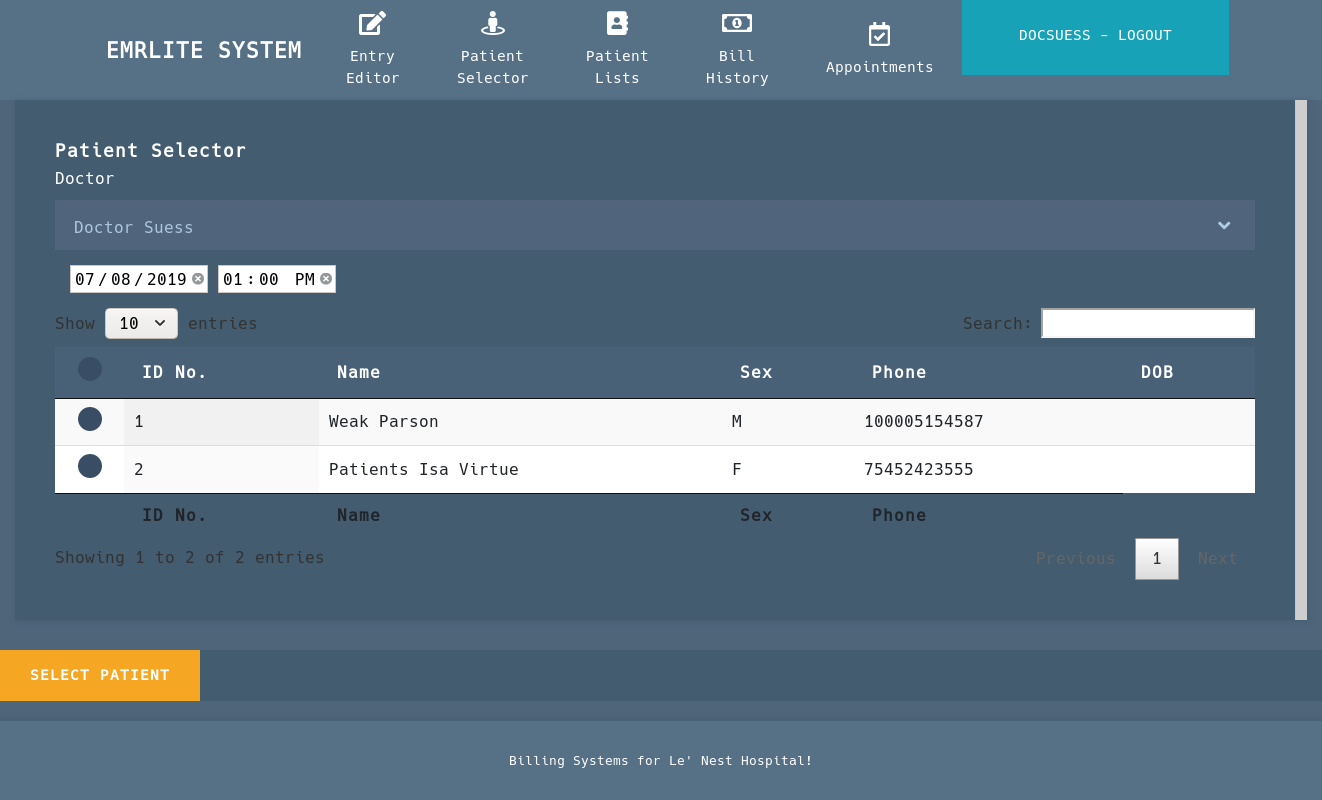 EMRLITE SYSTEM
Entry
Editor
Patient
Selector
Patient
Lists
Bill
History
Appointments
DOCSUESS – LOGOUT
Patient Selector
Doctor
Doctor Suess
07/08/2019 01:00 PM
Show 10 entries Search:
ID No. Name Sex Phone DOB
1 Weak Parson M 100005154587
2 Patients Isa Virtue F 75452423555
ID No. Name Sex Phone
Showing 1 to 2 of 2 entries Previous 1 Next
SELECT PATIENT
Billing Systems for Le' Nest Hospital!